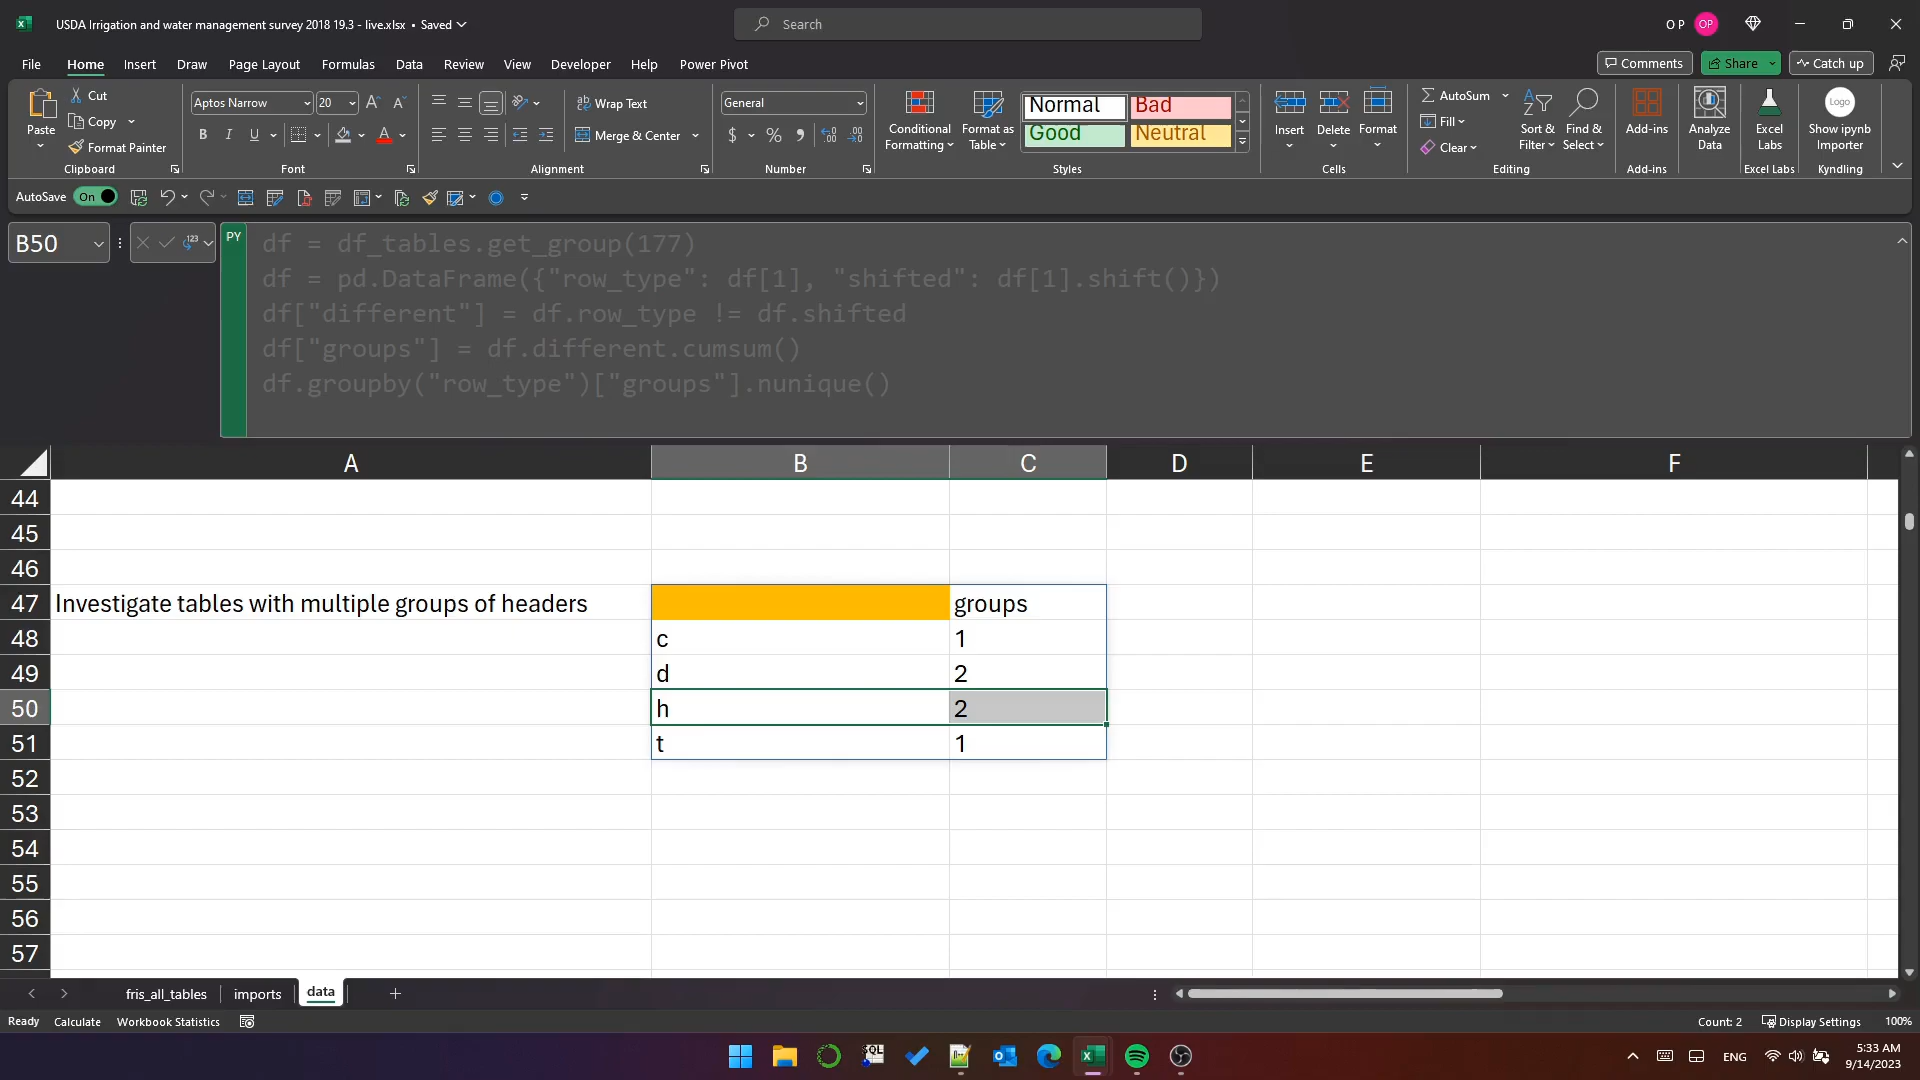 USDA Irrigation and water management survey 2018 19.3 - live.xlsx • Saved
Search
O P OP
File Home Insert Draw Page Layout Formulas Data Review View Developer Help Power Pivot
Comments Share Catch up
Paste
Cut
Copy
Format Painter
Clipboard
Aptos Narrow 20
B I U
Font
Wrap Text
Merge & Center
Alignment
General
$ % ,
Number
Conditional Formatting
Format as Table
Normal Bad
Good Neutral
Styles
Insert Delete Format
Cells
AutoSum
Fill
Clear
Sort & Filter
Find & Select
Editing
Add-ins
Add-ins
Analyze Data
Excel Labs
Excel Labs
Logo
Show ipynb Importer
Kyndling
AutoSave On
B50
PY
df = df_tables.get_group(177)
df = pd.DataFrame({"row_type": df[1], "shifted": df[1].shift()})
df["different"] = df.row_type != df.shifted
df["groups"] = df.different.cumsum()
df.groupby("row_type")["groups"].nunique()
A B C D E F
44
45
46
47 Investigate tables with multiple groups of headers groups
48 c 1
49 d 2
50 h 2
51 t 1
52
53
54
55
56
57
fris_all_tables imports data
Ready Calculate Workbook Statistics
Count: 2 Display Settings 100%
ENG
5:33 AM
9/14/2023